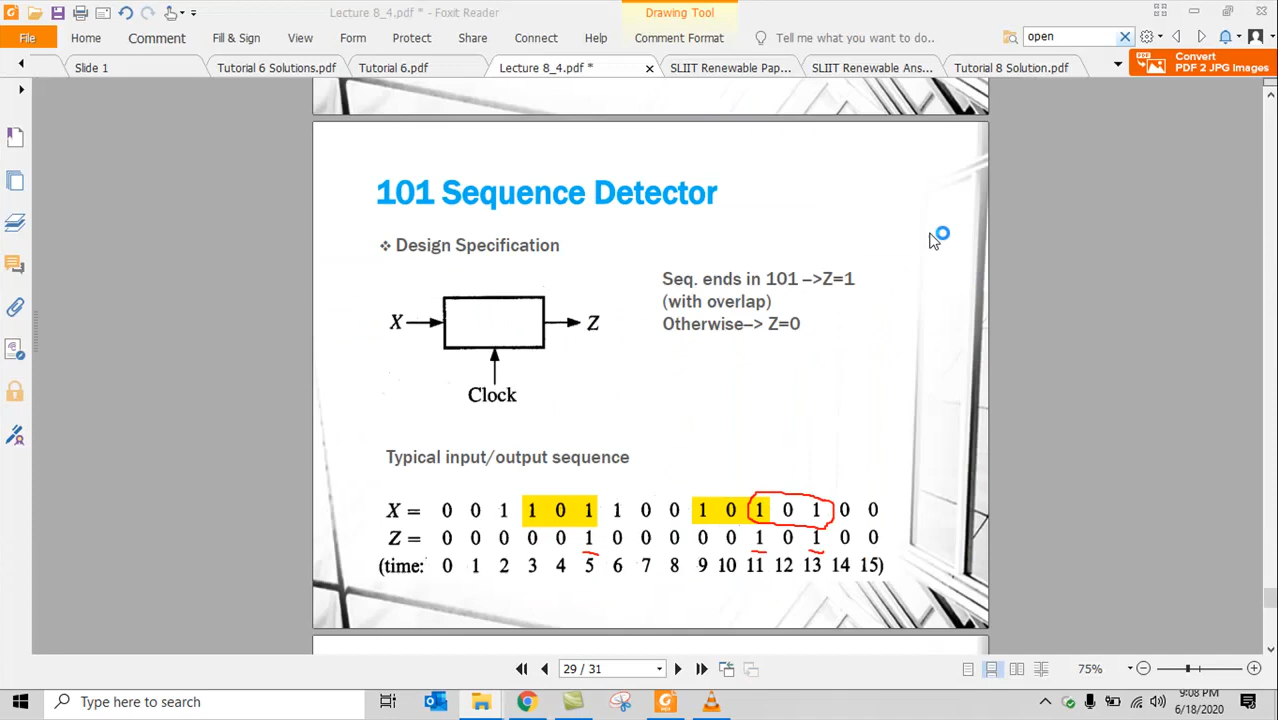 Lecture 8_4.pdf * - Foxit Reader
Drawing Tool
File Home Comment Fill & Sign View Form Protect Share Connect Help Comment Format Tell me what you want to do..
open
Slide 1 Tutorial 6 Solutions.pdf Tutorial 6.pdf Lecture 8_4.pdf * SLIIT Renewable Pap... SLIIT Renewable Ans... Tutorial 8 Solution.pdf
Convert
PDF 2 JPG Images
101 Sequence Detector
❖ Design Specification
Seq. ends in 101 –>Z=1
(with overlap)
Otherwise–> Z=0
X Z
Clock
Typical input/output sequence
X = 0 0 1 1 0 1 1 0 0 1 0 1 0 1 0 0
Z = 0 0 0 0 0 1 0 0 0 0 0 1 0 1 0 0
(time: 0 1 2 3 4 5 6 7 8 9 10 11 12 13 14 15)
29 / 31
75%
Type here to search
9:08 PM
6/18/2020